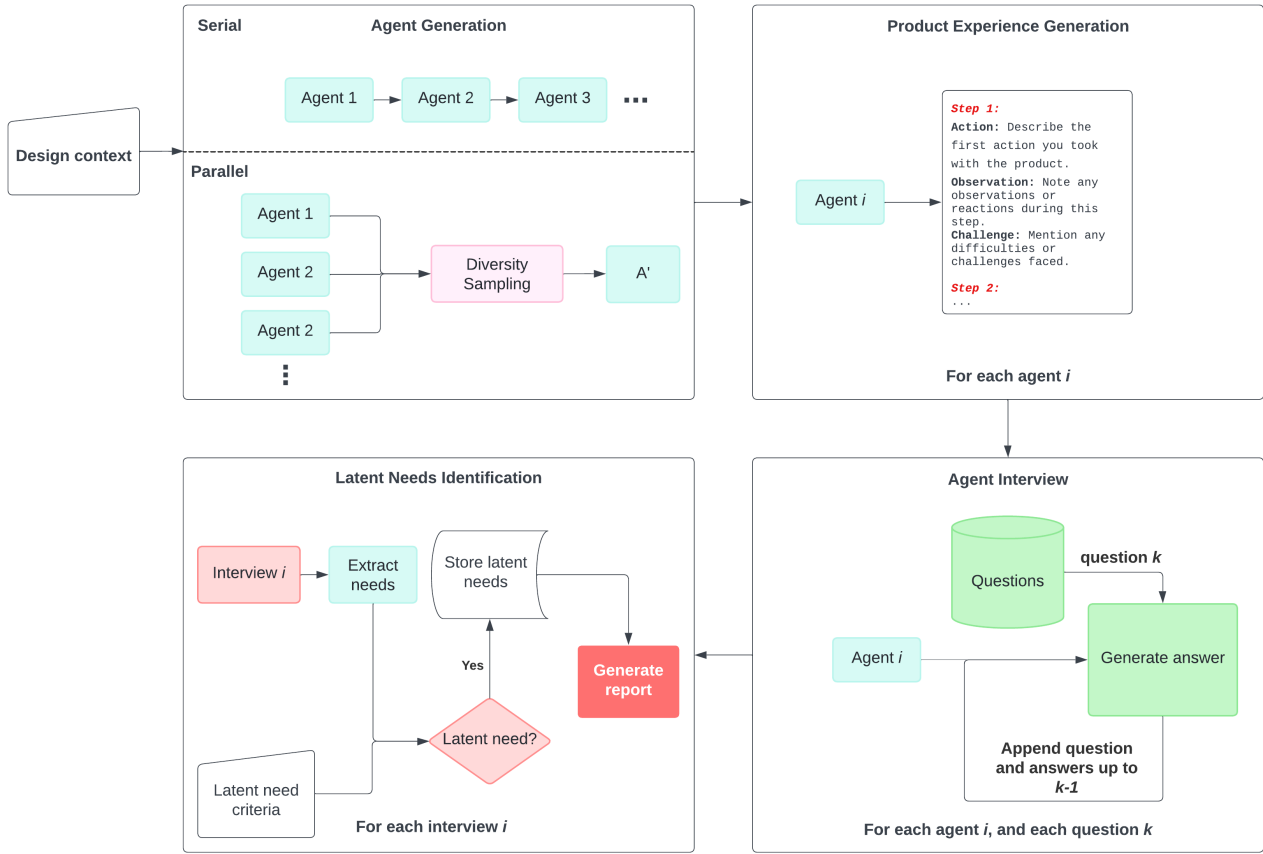 Design context
Serial
Agent Generation
Agent 1
Agent 2
Agent 3
...
Parallel
Agent 1
Agent 2
Agent 2
Diversity
Sampling
A'
Product Experience Generation
Agent i
Step 1:
Action: Describe the
first action you took
with the product.
Observation: Note any
observations or
reactions during this
step.
Challenge: Mention any
difficulties or
challenges faced.
Step 2:
...
For each agent i
Latent Needs Identification
Interview i
Extract
needs
Store latent
needs
Yes
Generate
report
Latent need?
Latent need
criteria
For each interview i
Agent Interview
Questions
question k
Agent i
Generate answer
Append question
and answers up to
k-1
For each agent i, and each question k